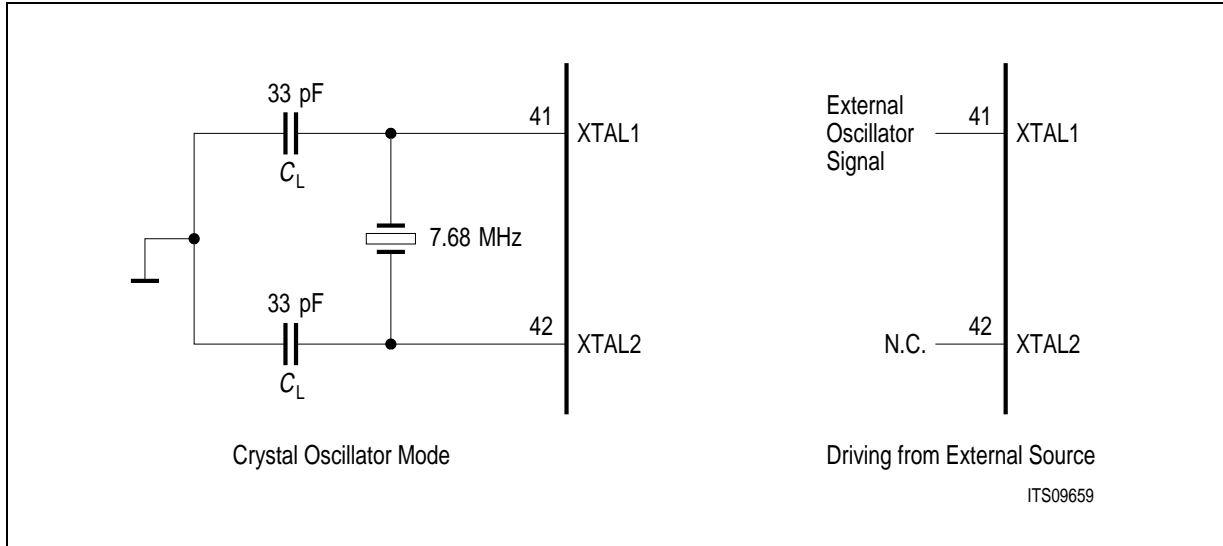 33 pF
C_L
41
XTAL1
7.68 MHz
33 pF
C_L
42
XTAL2
Crystal Oscillator Mode
External
Oscillator
Signal
41
XTAL1
N.C.
42
XTAL2
Driving from External Source
ITS09659